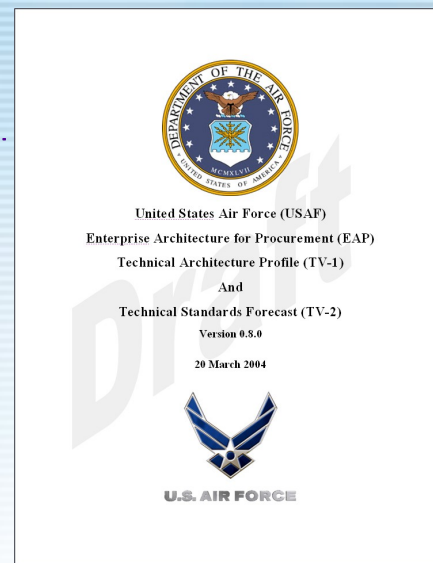 DEPARTMENT OF THE AIR FORCE
MCMXLVII
UNITED STATES OF AMERICA
United States Air Force (USAF)
Enterprise Architecture for Procurement (EAP)
Technical Architecture Profile (TV-1)
And
Technical Standards Forecast (TV-2)
Version 0.8.0
20 March 2004
Draft
U.S. AIR FORCE